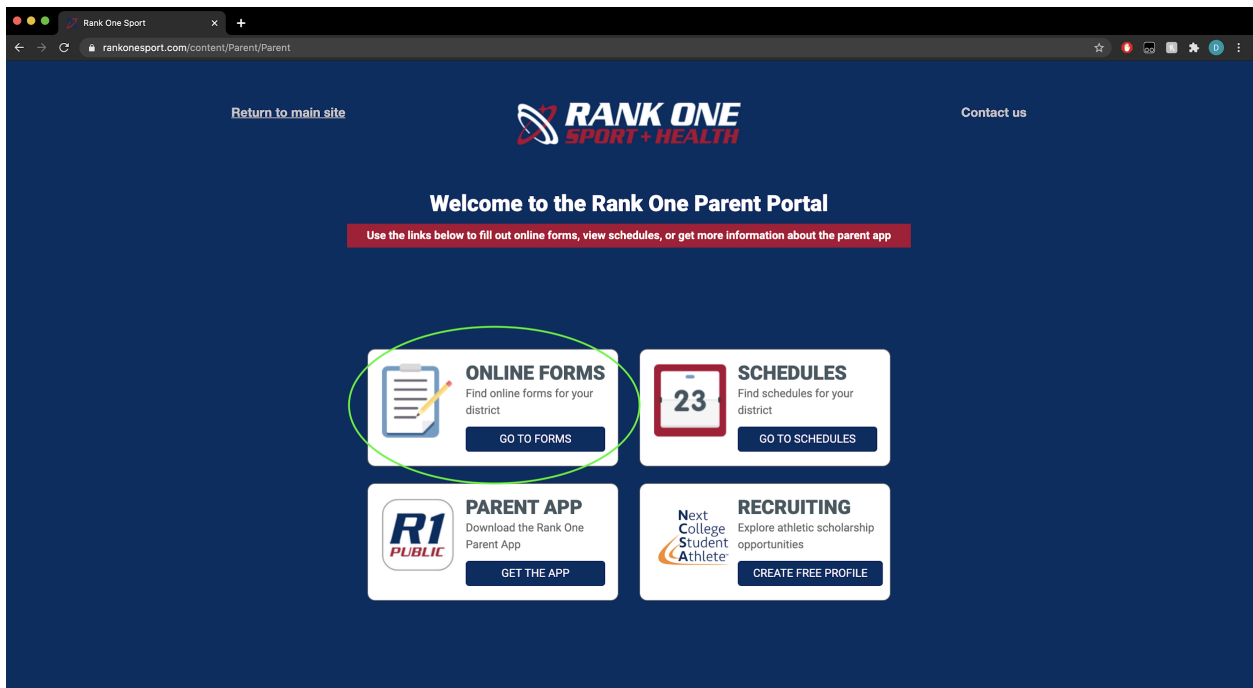 Rank One Sport
rankonesport.com/content/Parent/Parent
D
Return to main site
RANK ONE
SPORT + HEALTH
Contact us
Welcome to the Rank One Parent Portal
Use the links below to fill out online forms, view schedules, or get more information about the parent app
ONLINE FORMS
Find online forms for your
district
GO TO FORMS
23
SCHEDULES
Find schedules for your
district
GO TO SCHEDULES
R1
PUBLIC
PARENT APP
Download the Rank One
Parent App
GET THE APP
Next
College
Student
Athlete
RECRUITING
Explore athletic scholarship
opportunities
CREATE FREE PROFILE